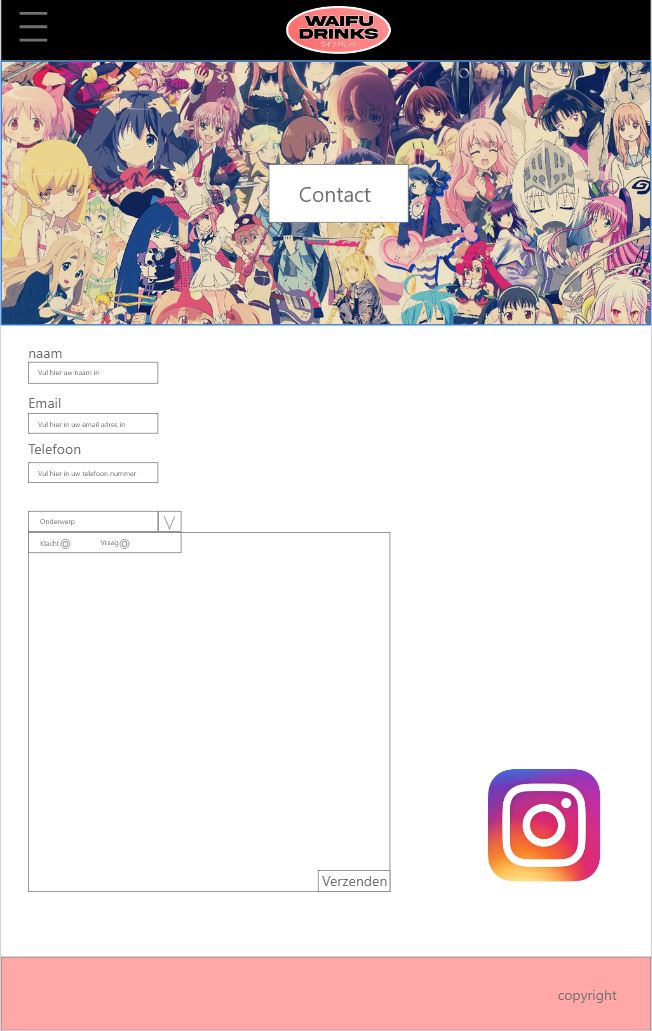 WAIFU
DRINKS
ワイフドリンク
Contact
naam
Vul hier uw naam in
Email
Vul hier in uw email adres in
Telefoon
Vul hier in uw telefoon nummer
Onderwerp
Klacht Vraag
Verzenden
copyright